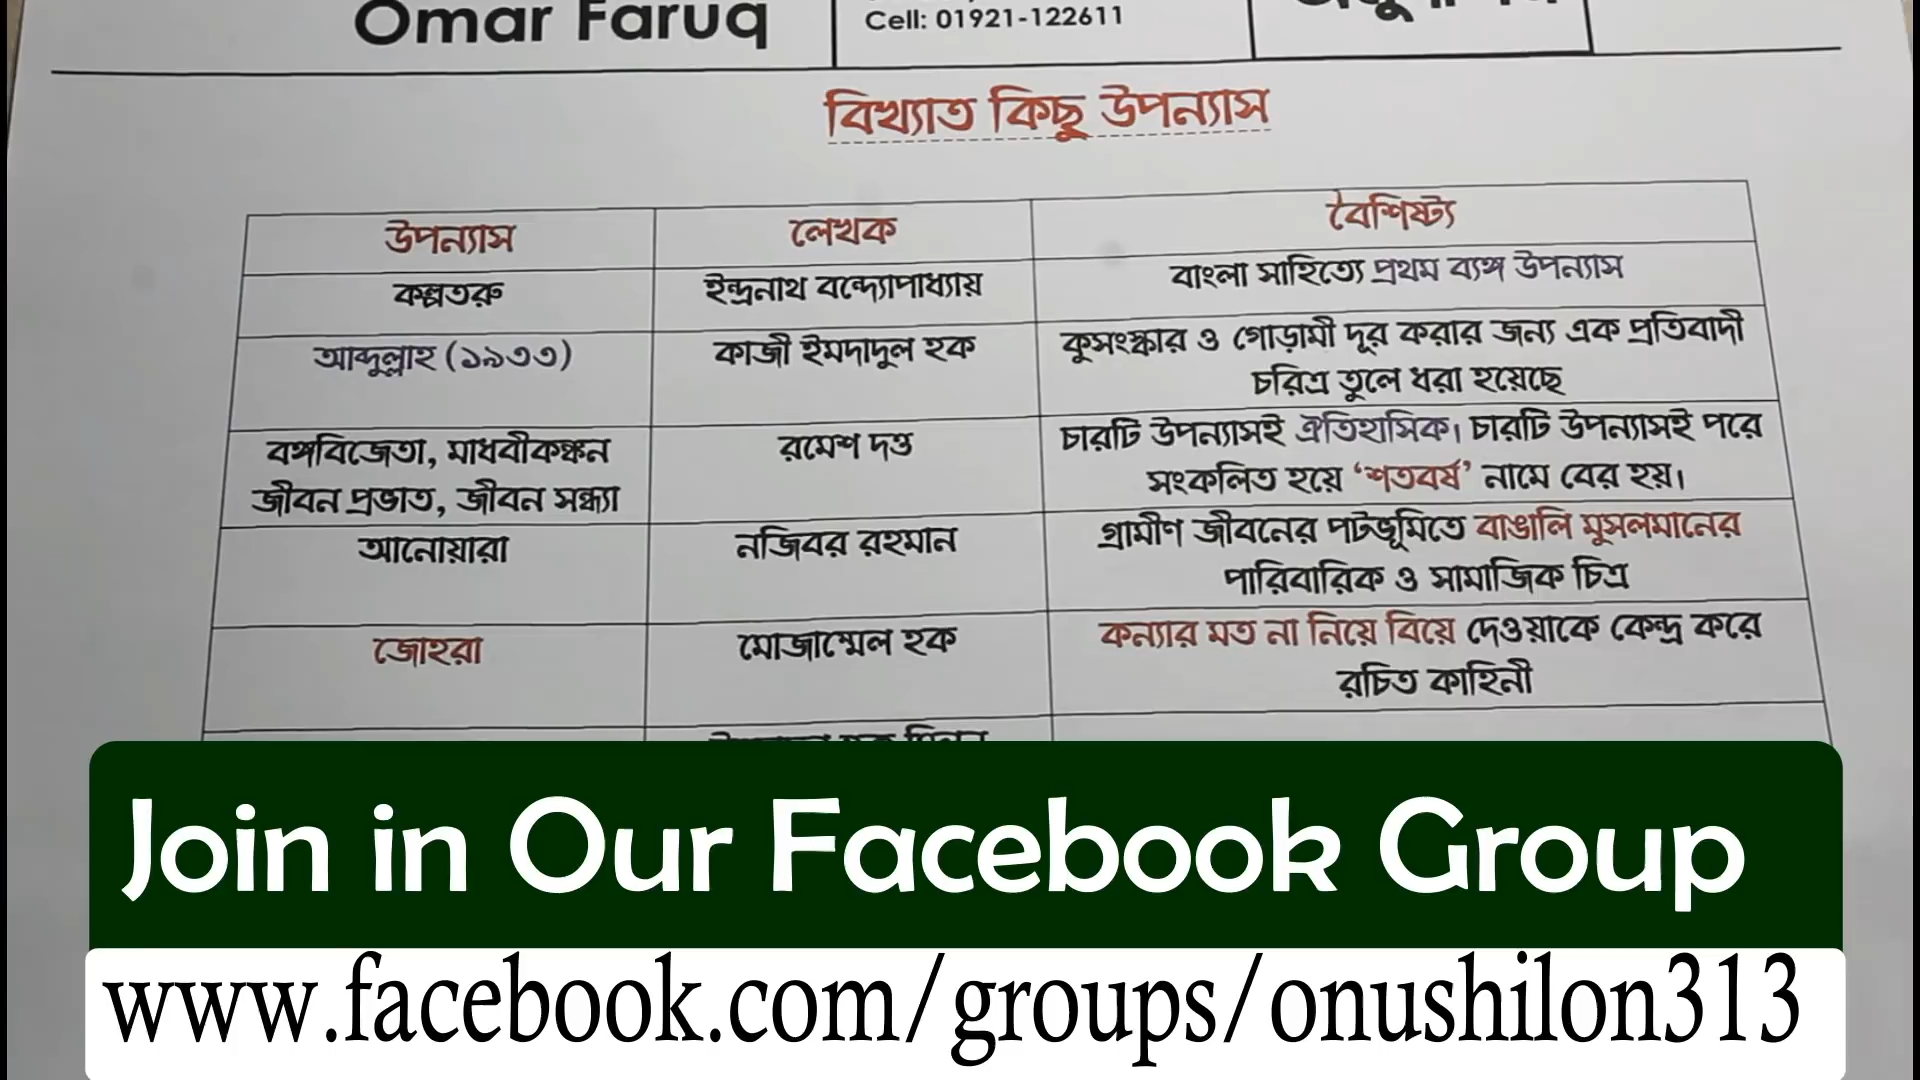 Omar Faruq
Cell: 01921-122611
বিখ্যাত কিছু উপন্যাস
উপন্যাস লেখক বৈশিষ্ট্য
কল্পতরু ইন্দ্রনাথ বন্দ্যোপাধ্যায় বাংলা সাহিত্যে প্রথম ব্যঙ্গ উপন্যাস
আব্দুল্লাহ (১৯৩৩) কাজী ইমদাদুল হক কুসংস্কার ও গোড়ামী দূর করার জন্য এক প্রতিবাদী
চরিত্র তুলে ধরা হয়েছে
বঙ্গবিজেতা, মাধবীকঙ্কন রমেশ দত্ত চারটি উপন্যাসই ঐতিহাসিক। চারটি উপন্যাসই পরে
জীবন প্রভাত, জীবন সন্ধ্যা সংকলিত হয়ে ‘শতবর্ষ’ নামে বের হয়।
আনোয়ারা নজিবর রহমান গ্রামীণ জীবনের পটভূমিতে বাঙালি মুসলমানের
পারিবারিক ও সামাজিক চিত্র
জোহরা মোজাম্মেল হক কন্যার মত না নিয়ে বিয়ে দেওয়াকে কেন্দ্র করে
রচিত কাহিনী
Join in Our Facebook Group
www.facebook.com/groups/onushilon313